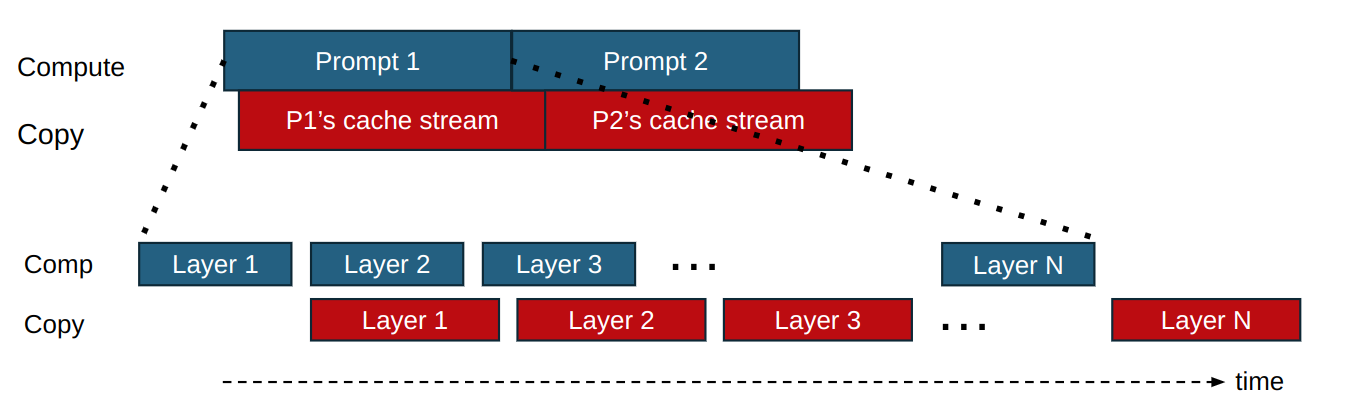 Compute
Prompt 1
Prompt 2
Copy
P1’s cache stream
P2’s cache stream
Comp
Layer 1
Layer 2
Layer 3
...
Layer N
Copy
Layer 1
Layer 2
Layer 3
...
Layer N
time